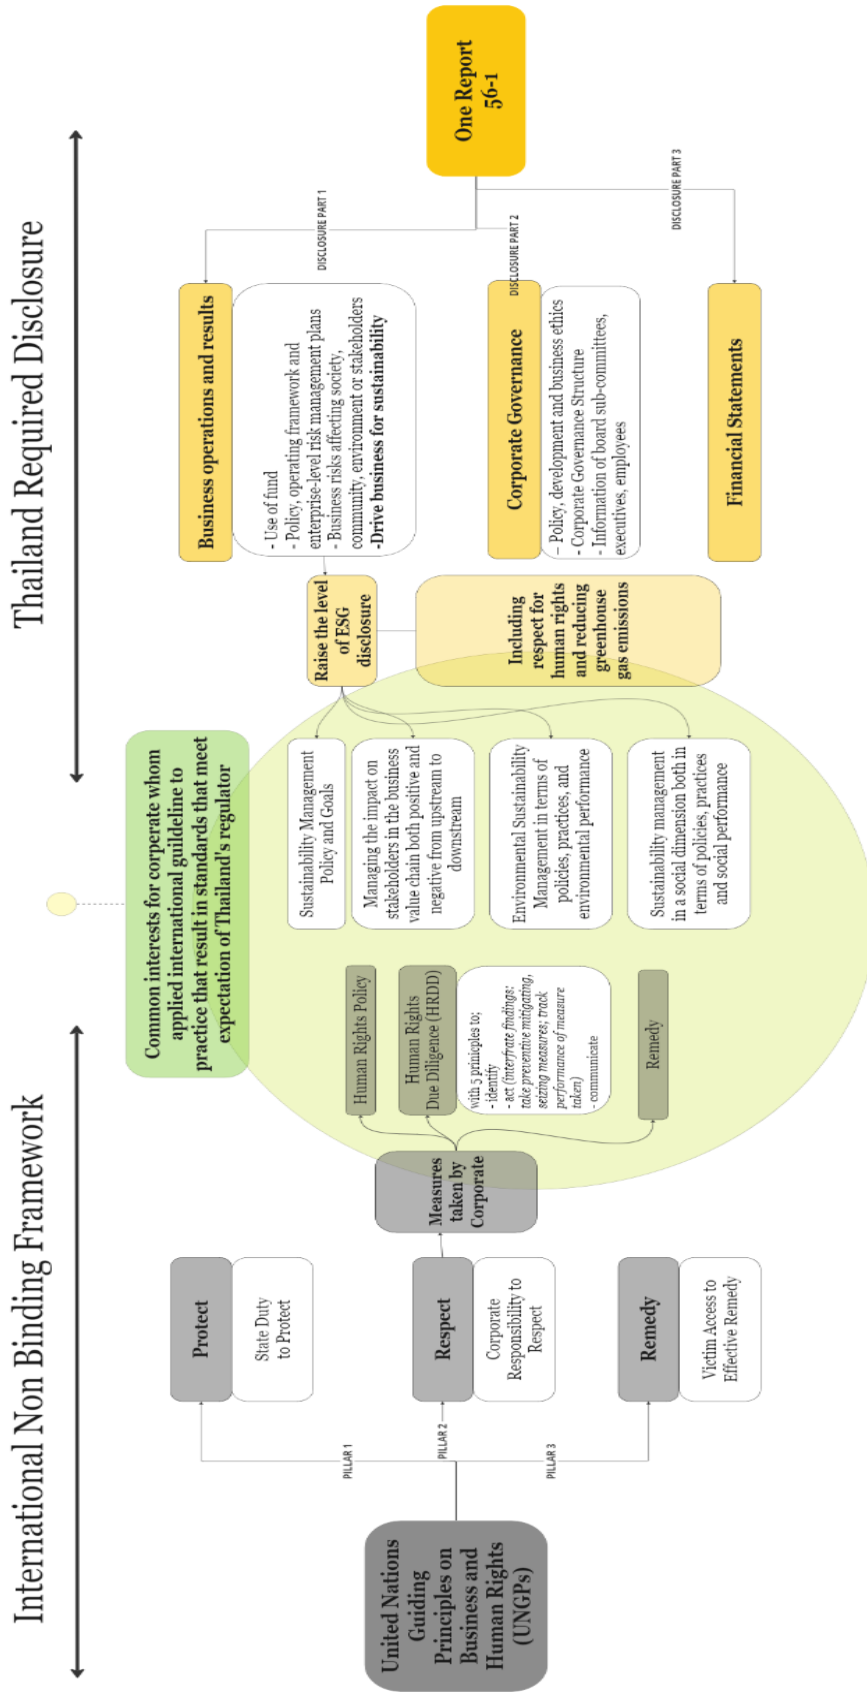 International Non Binding Framework
Thailand Required Disclosure
United Nations
Guiding
Principles on
Business and
Human Rights
(UNGPs)
PILLAR 1
PILLAR 2
PILLAR 3
Protect
State Duty
to Protect
Respect
Corporate
Responsibility to
Respect
Remedy
Victim Access to
Effective Remedy
Measures
taken by
Corporate
Human Rights Policy
Human Rights
Due Diligence (HRDD)
with 5 prinicples to;
- identify
- act (interfrate findings:
take preventive mitigating,
seizing measures; track
performance of measure
taken)
- communicate
Remedy
Common interests for corperate whom
applied international guildeline to
practice that result in standards that meet
expectation of Thailand's regulator
Sustainability Management
Policy and Goals
Managing the impact on
stakeholders in the business
value chain both positive and
negative from upstream to
downstream
Environmental Sustainability
Management in terms of
policies, practices, and
environmental performance
Sustainability management
in a social dimension both in
terms of policies, practices
and social performance
Raise the level
of ESG
disclosure
Including
respect for
human rights
and reducing
greenhouse
gas emissions
Business operations and results
- Use of fund
- Policy, operating framework and
enterprise-level risk management plans
- Business risks affecting society,
community, environment or stakeholders
-Drive business for sustainability
Corporate Governance
– Policy, development and business ethics
- Corporate Governance Structure
- Information of board sub-committees,
executives, employees
Financial Statements
DISCLOSURE PART 1
DISCLOSURE PART 2
DISCLOSURE PART 3
One Report
56-1